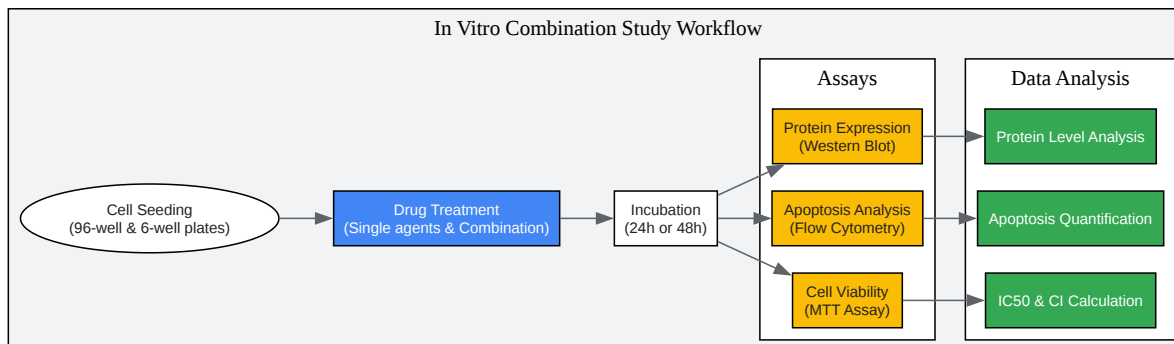 In Vitro Combination Study Workflow
Assays
Data Analysis
Protein Expression
(Western Blot)
Protein Level Analysis
Cell Seeding
(96-well & 6-well plates)
Drug Treatment
(Single agents & Combination)
Incubation
(24h or 48h)
Apoptosis Analysis
(Flow Cytometry)
Apoptosis Quantification
Cell Viability
(MTT Assay)
IC50 & CI Calculation